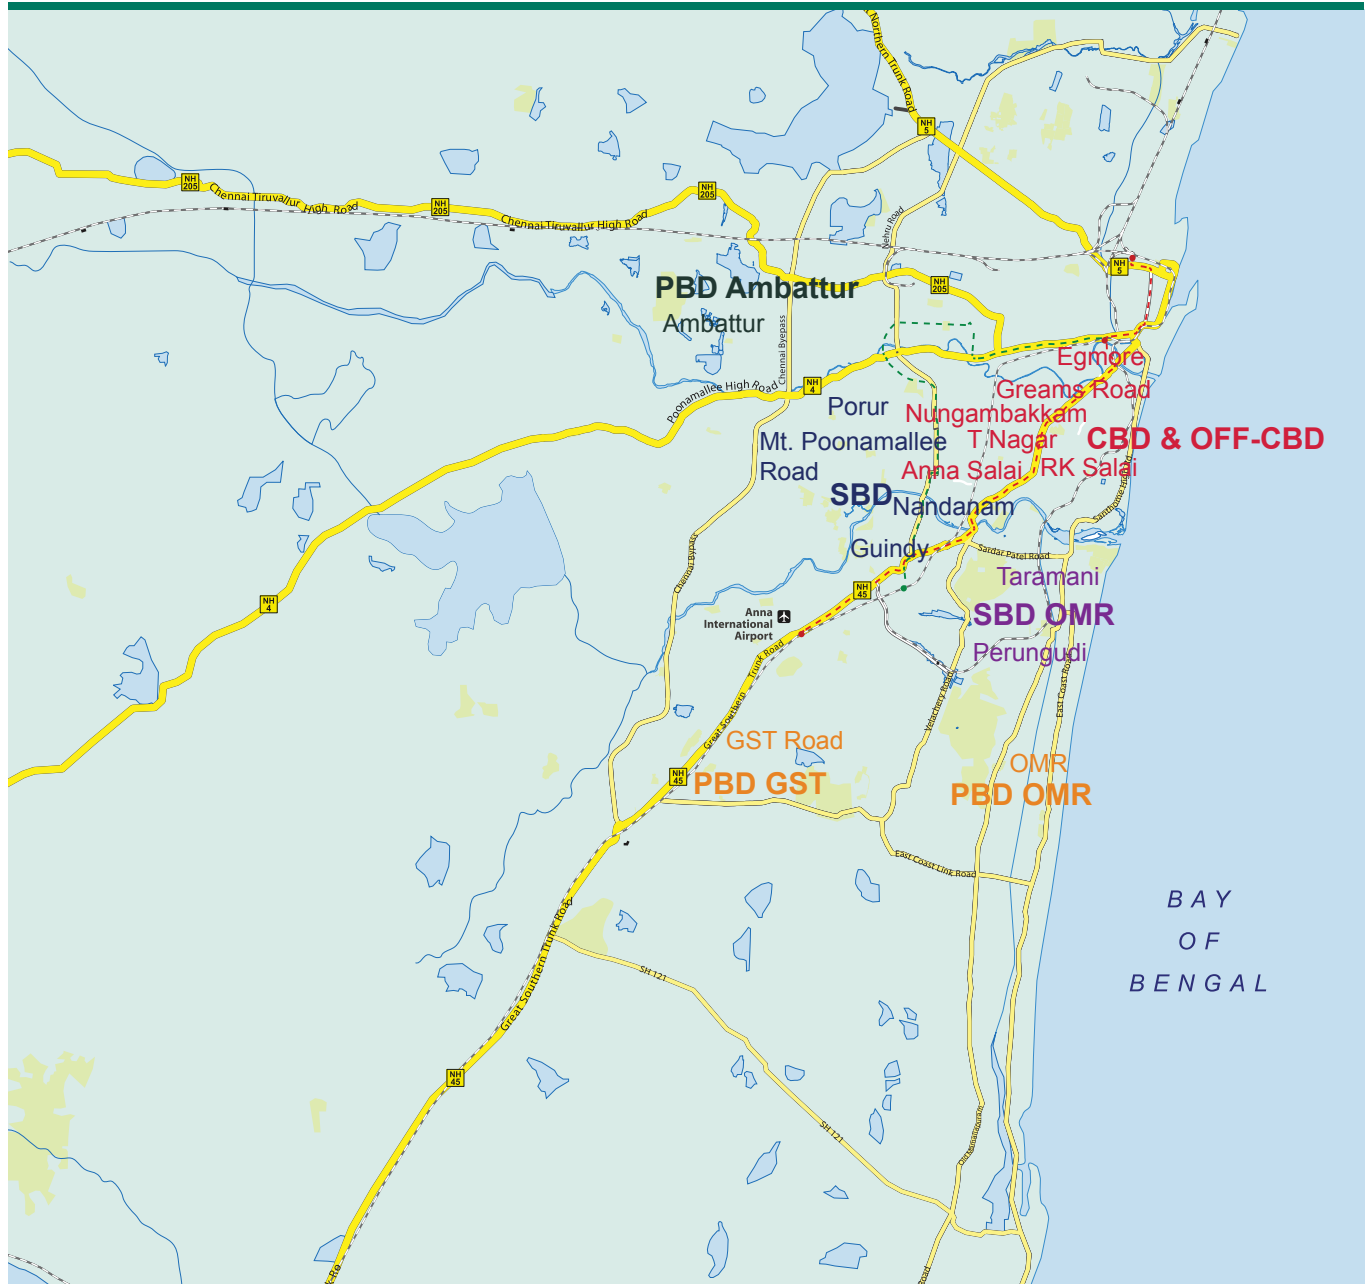 Northern Trunk Road
NH
5
NH
205
Chennai Tiruvallur
High Road
NH
205
Chennai Tiruvallur High Road
NH
205
Nehru Road
NH
5
NH
205
PBD Ambattur
Ambattur
Chennai Byepass
Poonamallee High Road
NH
4
Egmore
Greams Road
Porur
Nungambakkam
Mt. Poonamallee
Road
T Nagar
CBD & OFF-CBD
Anna Salai
RK Salai
SBD
Nandanam
Santhome High Road
Guindy
Sardar Patel Road
Chennai Bypass
Taramani
NH
45
NH
4
Anna
International
Airport
SBD OMR
Perungudi
Great Southern Trunk Road
Velachery Road
East Coast Road
GST Road
OMR
NH
45
PBD GST
PBD OMR
East Coast Link Road
BAY
OF
BENGAL
Great Southern Trunk Road
SH 121
NH
45
SH 121
Road